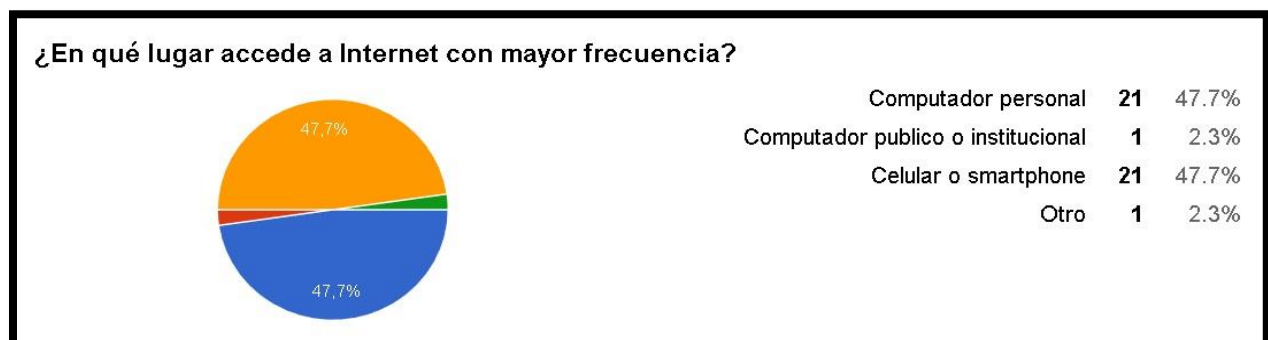 ¿En qué lugar accede a Internet con mayor frecuencia?
47,7%
47,7%
Computador personal 21 47.7%
Computador publico o institucional 1 2.3%
Celular o smartphone 21 47.7%
Otro 1 2.3%